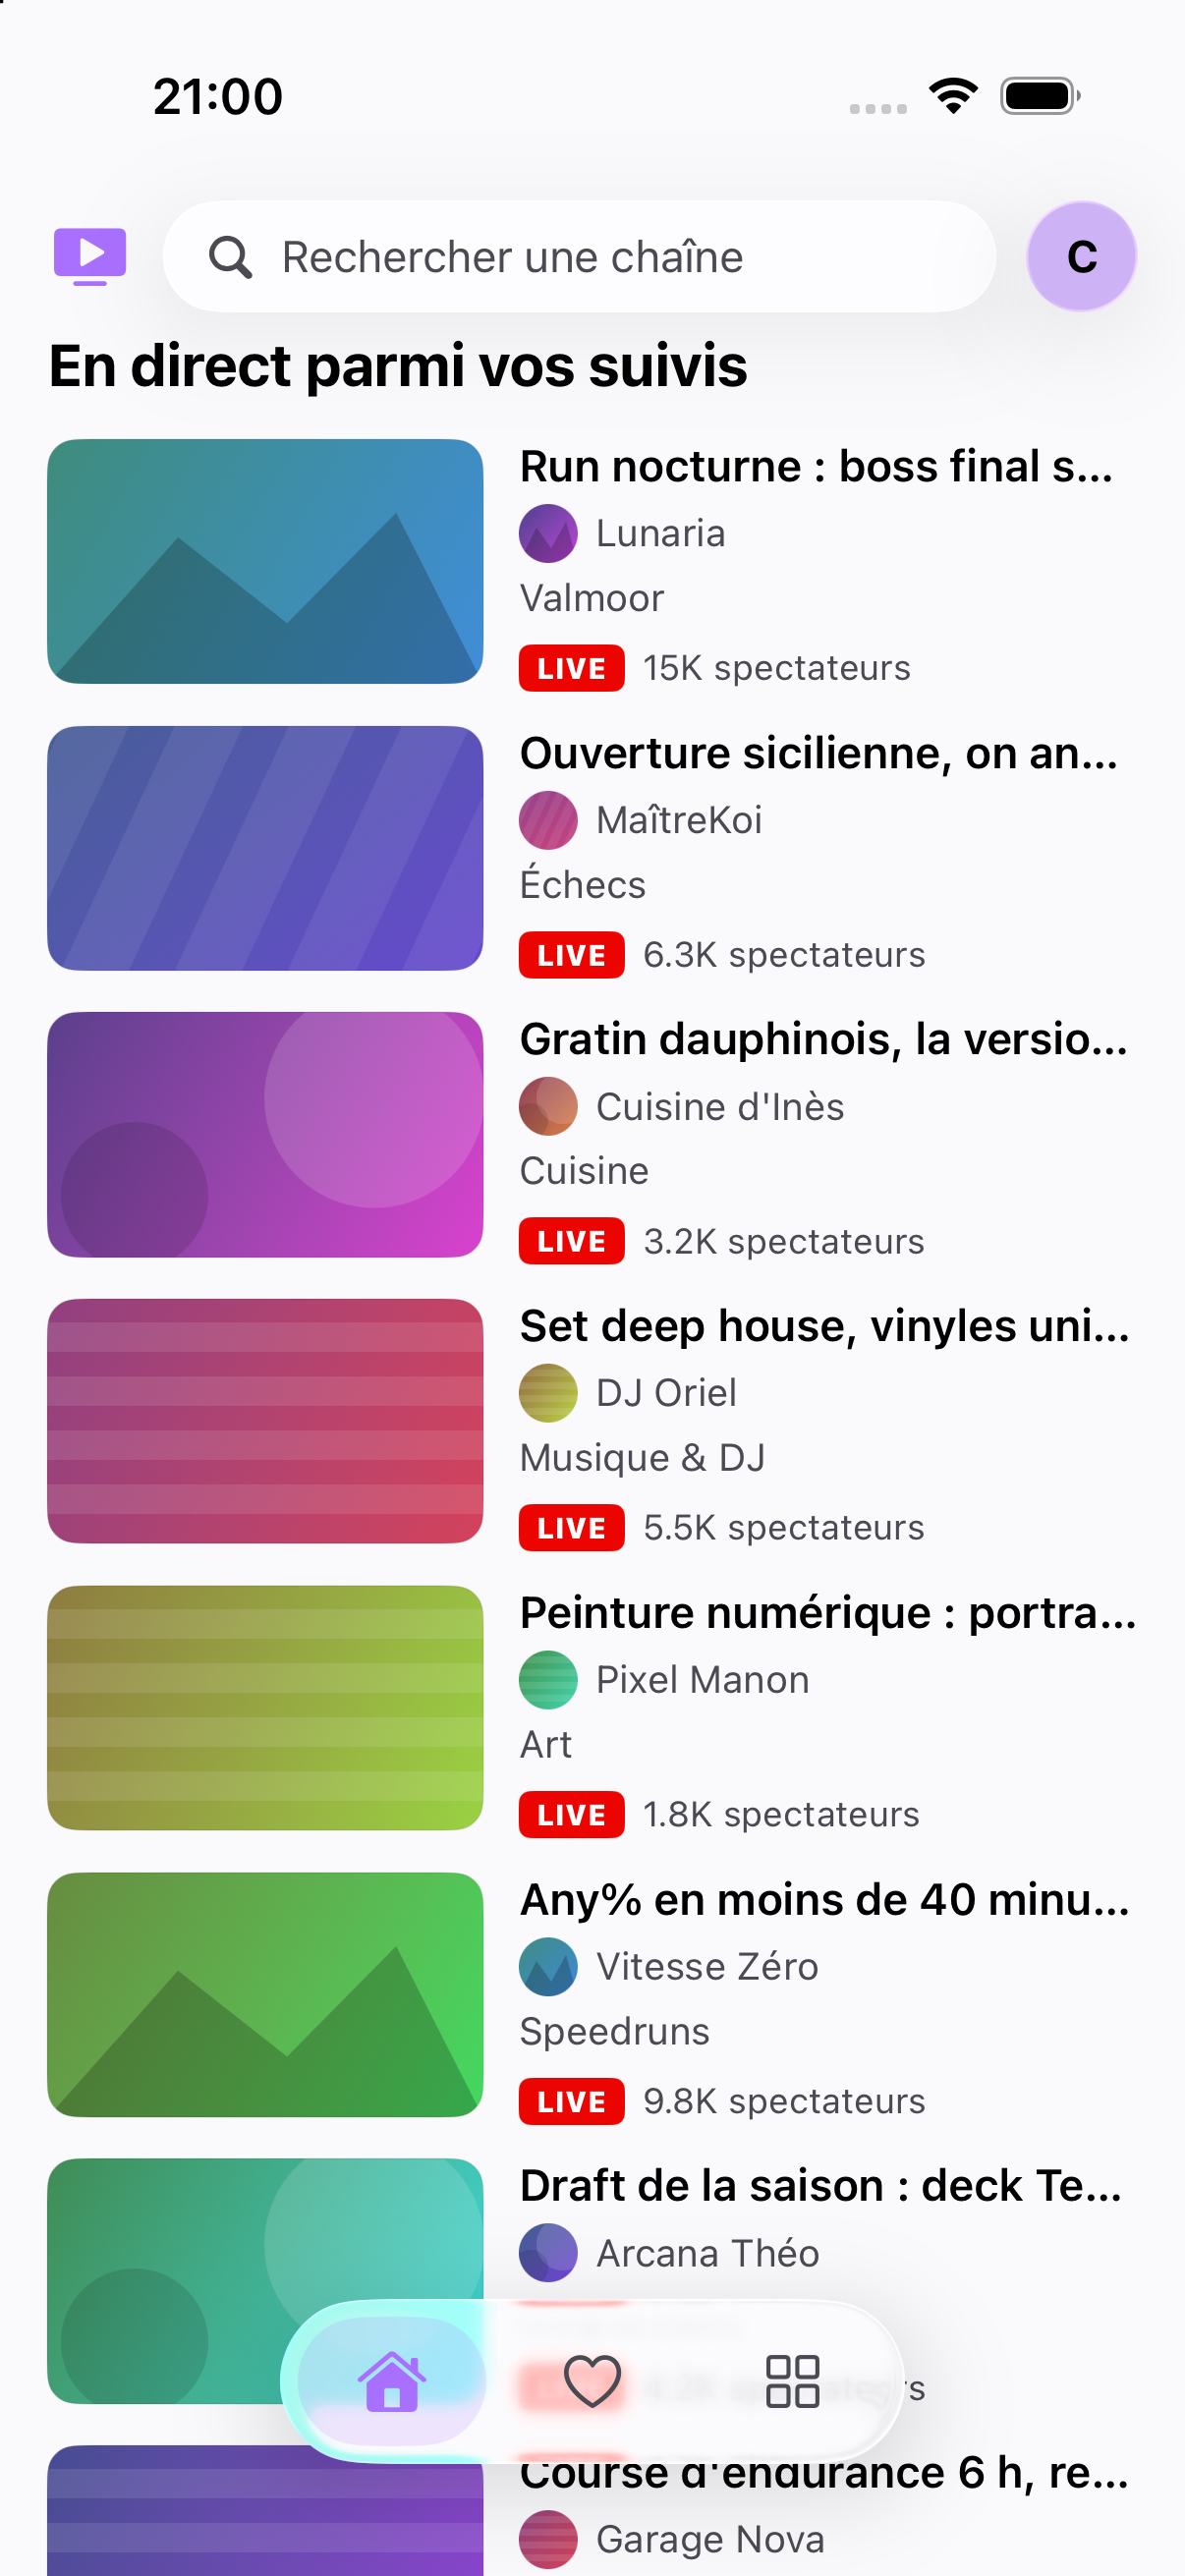 21:00
Rechercher une chaîne
C
En direct parmi vos suivis
Run nocturne : boss final s...
Lunaria
Valmoor
LIVE 15K spectateurs
Ouverture sicilienne, on an...
MaîtreKoi
Échecs
LIVE 6.3K spectateurs
Gratin dauphinois, la versio...
Cuisine d'Inès
Cuisine
LIVE 3.2K spectateurs
Set deep house, vinyles uni...
DJ Oriel
Musique & DJ
LIVE 5.5K spectateurs
Peinture numérique : portra...
Pixel Manon
Art
LIVE 1.8K spectateurs
Any% en moins de 40 minu...
Vitesse Zéro
Speedruns
LIVE 9.8K spectateurs
Draft de la saison : deck Te...
Arcana Théo
Course d'endurance 6 h, re...
Garage Nova